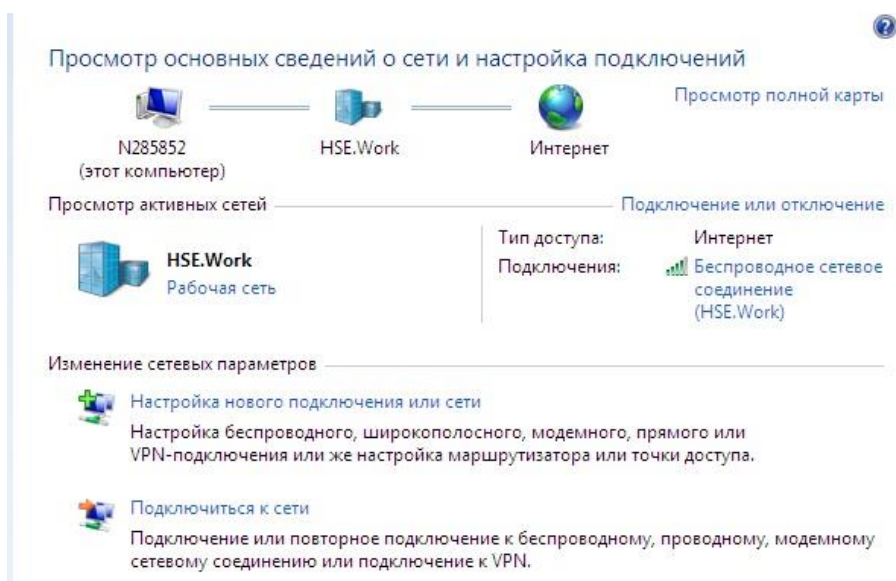 Просмотр основных сведений о сети и настройка подключений
Просмотр полной карты
N285852
(этот компьютер)
HSE.Work
Интернет
Просмотр активных сетей
Подключение или отключение
HSE.Work
Рабочая сеть
Тип доступа: Интернет
Подключения: Беспроводное сетевое
соединение
(HSE.Work)
Изменение сетевых параметров
Настройка нового подключения или сети
Настройка беспроводного, широкополосного, модемного, прямого или
VPN-подключения или же настройка маршрутизатора или точки доступа.
Подключиться к сети
Подключение или повторное подключение к беспроводному, проводному, модемному
сетевому соединению или подключение к VPN.